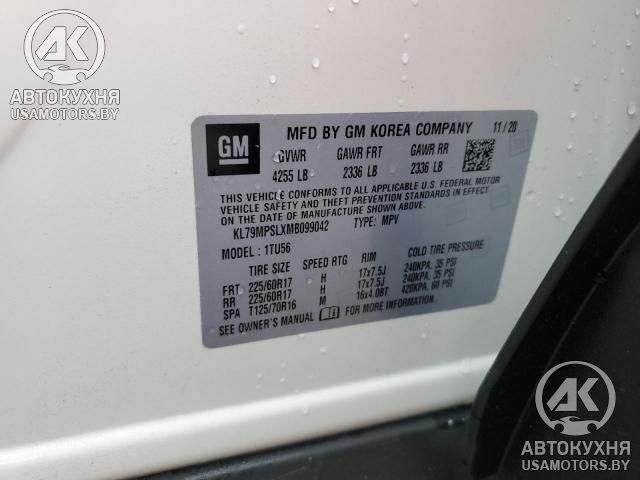 AK
АВТОКУХНЯ
USAMOTORS.BY
GM
MFD BY GM KOREA COMPANY 11/20
GVWR GAWR FRT GAWR RR
4255 LB 2336 LB 2336 LB
THIS VEHICLE CONFORMS TO ALL APPLICABLE U.S. FEDERAL MOTOR
VEHICLE SAFETY AND THEFT PREVENTION STANDARDS IN EFFECT
ON THE DATE OF MANUFACTURE SHOWN ABOVE.
KL79MPSLXMB099042 TYPE: MPV
MODEL: 1TU56
TIRE SIZE SPEED RTG RIM COLD TIRE PRESSURE
FRT 225/60R17 H 17x7.5J 240KPA, 35 PSI
RR 225/60R17 H 17x7.5J 240KPA, 35 PSI
SPA T125/70R16 M 16x4.0BT 420KPA, 60 PSI
SEE OWNER'S MANUAL FOR MORE INFORMATION.
AK
АВТОКУХНЯ
USAMOTORS.BY